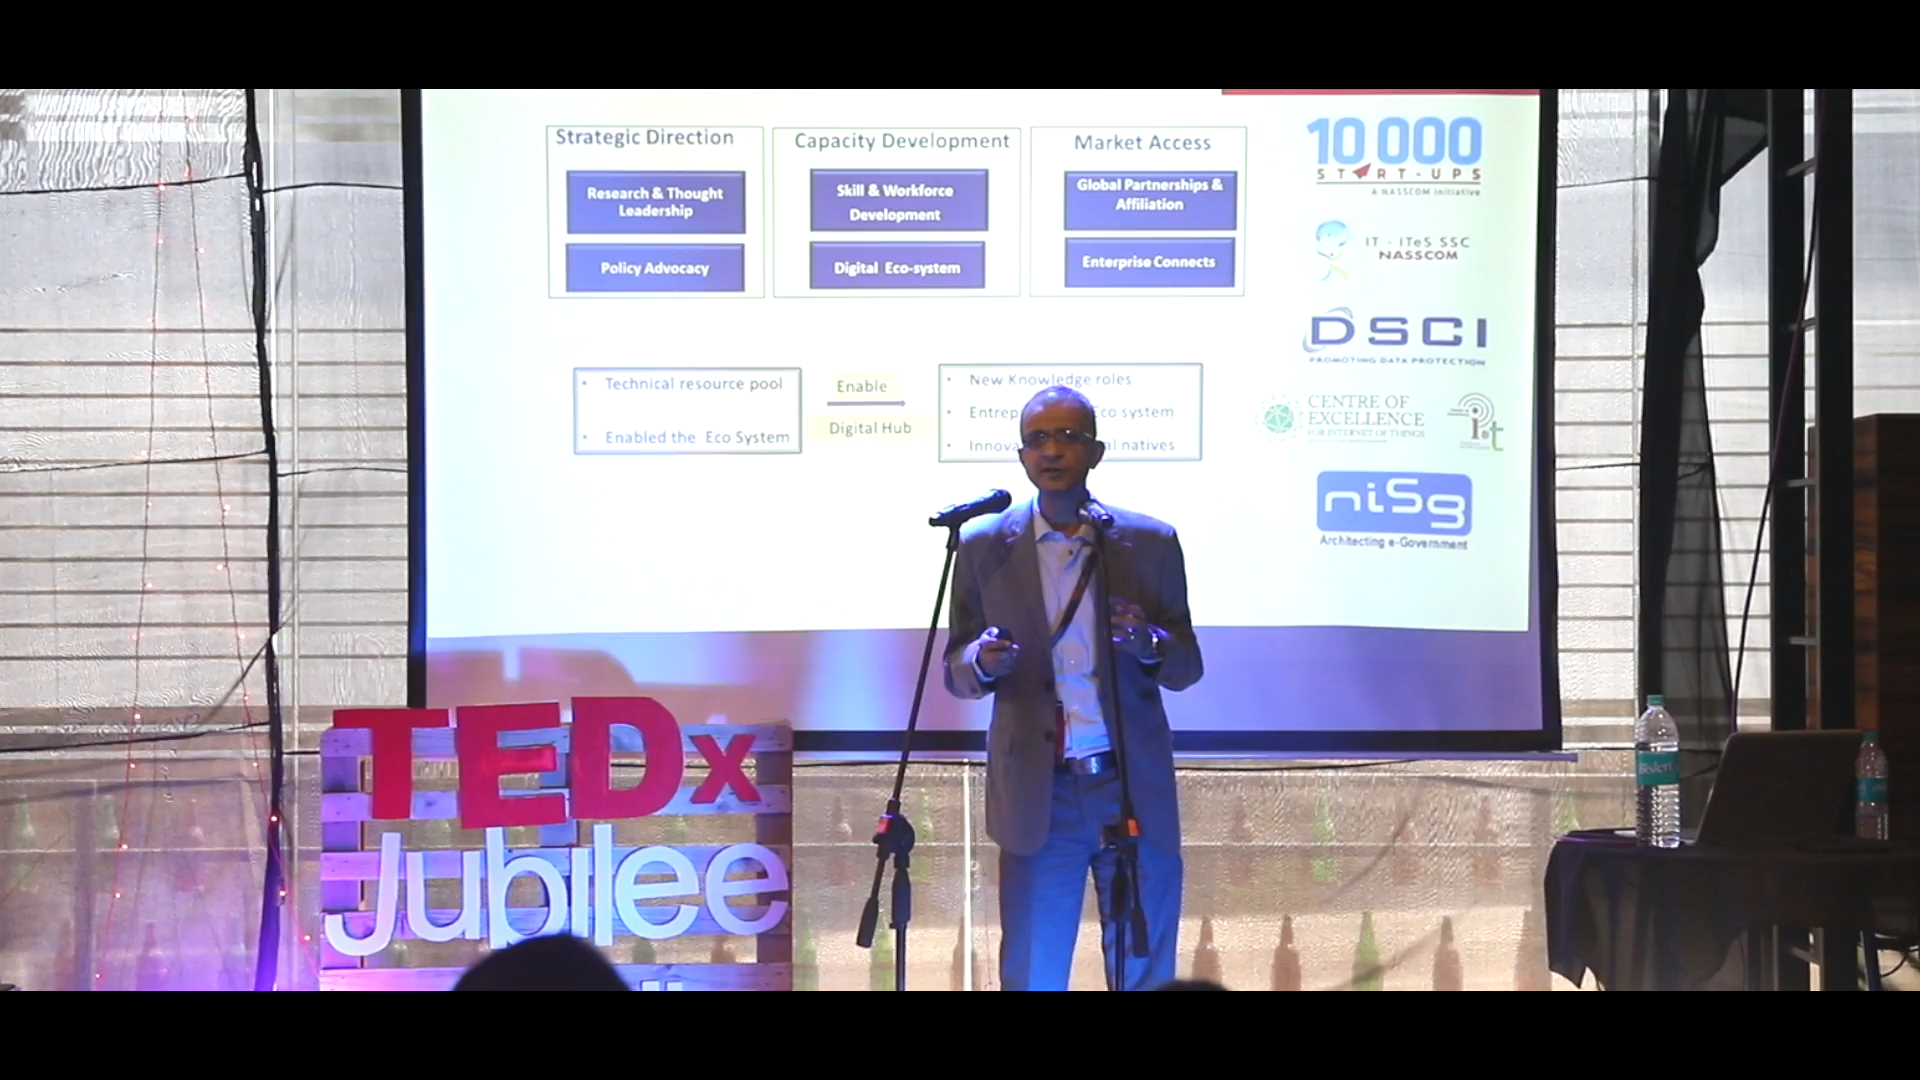 Strategic Direction
Research & Thought
Leadership
Policy Advocacy
Capacity Development
Skill & Workforce
Development
Digital Eco-system
Market Access
Global Partnerships &
Affiliation
Enterprise Connects
• Technical resource pool
• Enabled the Eco System
Enable
Digital Hub
• New Knowledge roles
• Eco system
• natives
10 000
START-UPS
A NASSCOM Initiative
IT - ITeS SSC
NASSCOM
DSCI
PROMOTING DATA PROTECTION
CENTRE OF
EXCELLENCE
FOR INTERNET OF THINGS
niSg
Architecting e-Government
TEDx
Jubilee
Bisleri